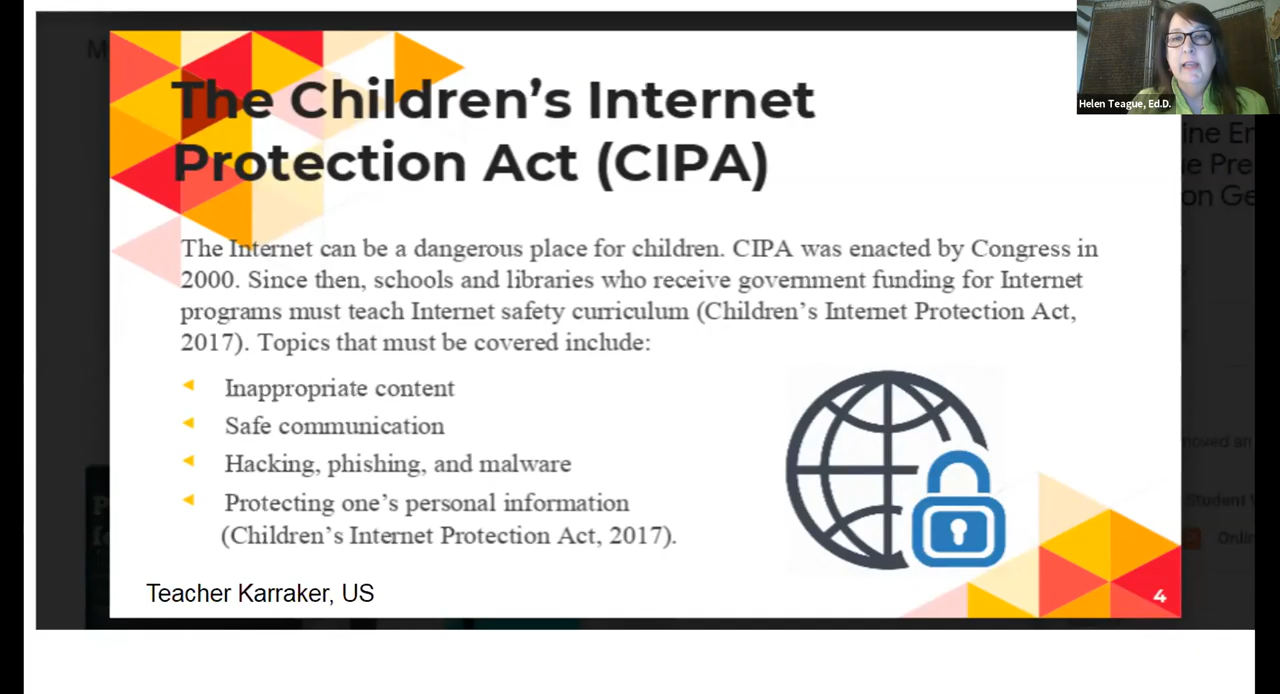 The Children's Internet
Protection Act (CIPA)
Helen Teague, Ed.D.
The Internet can be a dangerous place for children. CIPA was enacted by Congress in
2000. Since then, schools and libraries who receive government funding for Internet
programs must teach Internet safety curriculum (Children's Internet Protection Act,
2017). Topics that must be covered include:
Inappropriate content
Safe communication
Hacking, phishing, and malware
Protecting one's personal information
(Children's Internet Protection Act, 2017).
Teacher Karraker, US
4
Student